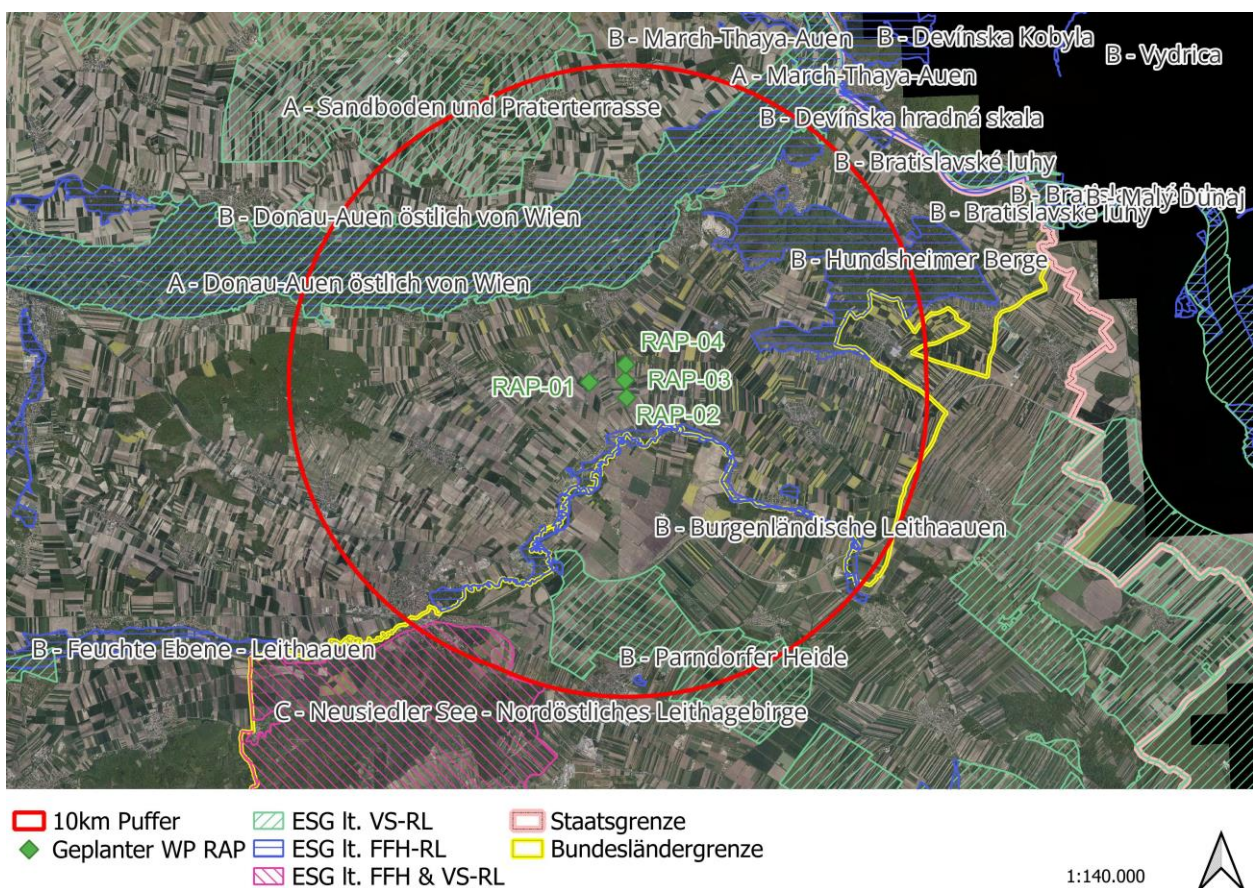 B - March-Thaya-Auen
B - Devínska Kobyla
B - Vydrica
A - March-Thaya-Auen
A - Sandboden und Praterterrasse
B - Devínska hradná skala
B - Bratislavské luhy
B - Malý Dunaj
B - Bratislavské luhy
B - Donau-Auen östlich von Wien
B - Hundsheimer Berge
A - Donau-Auen östlich von Wien
RAP-04
RAP-01
RAP-03
RAP-02
B - Burgenländische Leithaauen
B - Feuchte Ebene - Leithaauen
B - Parndorfer Heide
C - Neusiedler See - Nordöstliches Leithagebirge
10km Puffer
Geplanter WP RAP
ESG lt. VS-RL
ESG lt. FFH-RL
ESG lt. FFH & VS-RL
Staatsgrenze
Bundesländergrenze
1:140.000